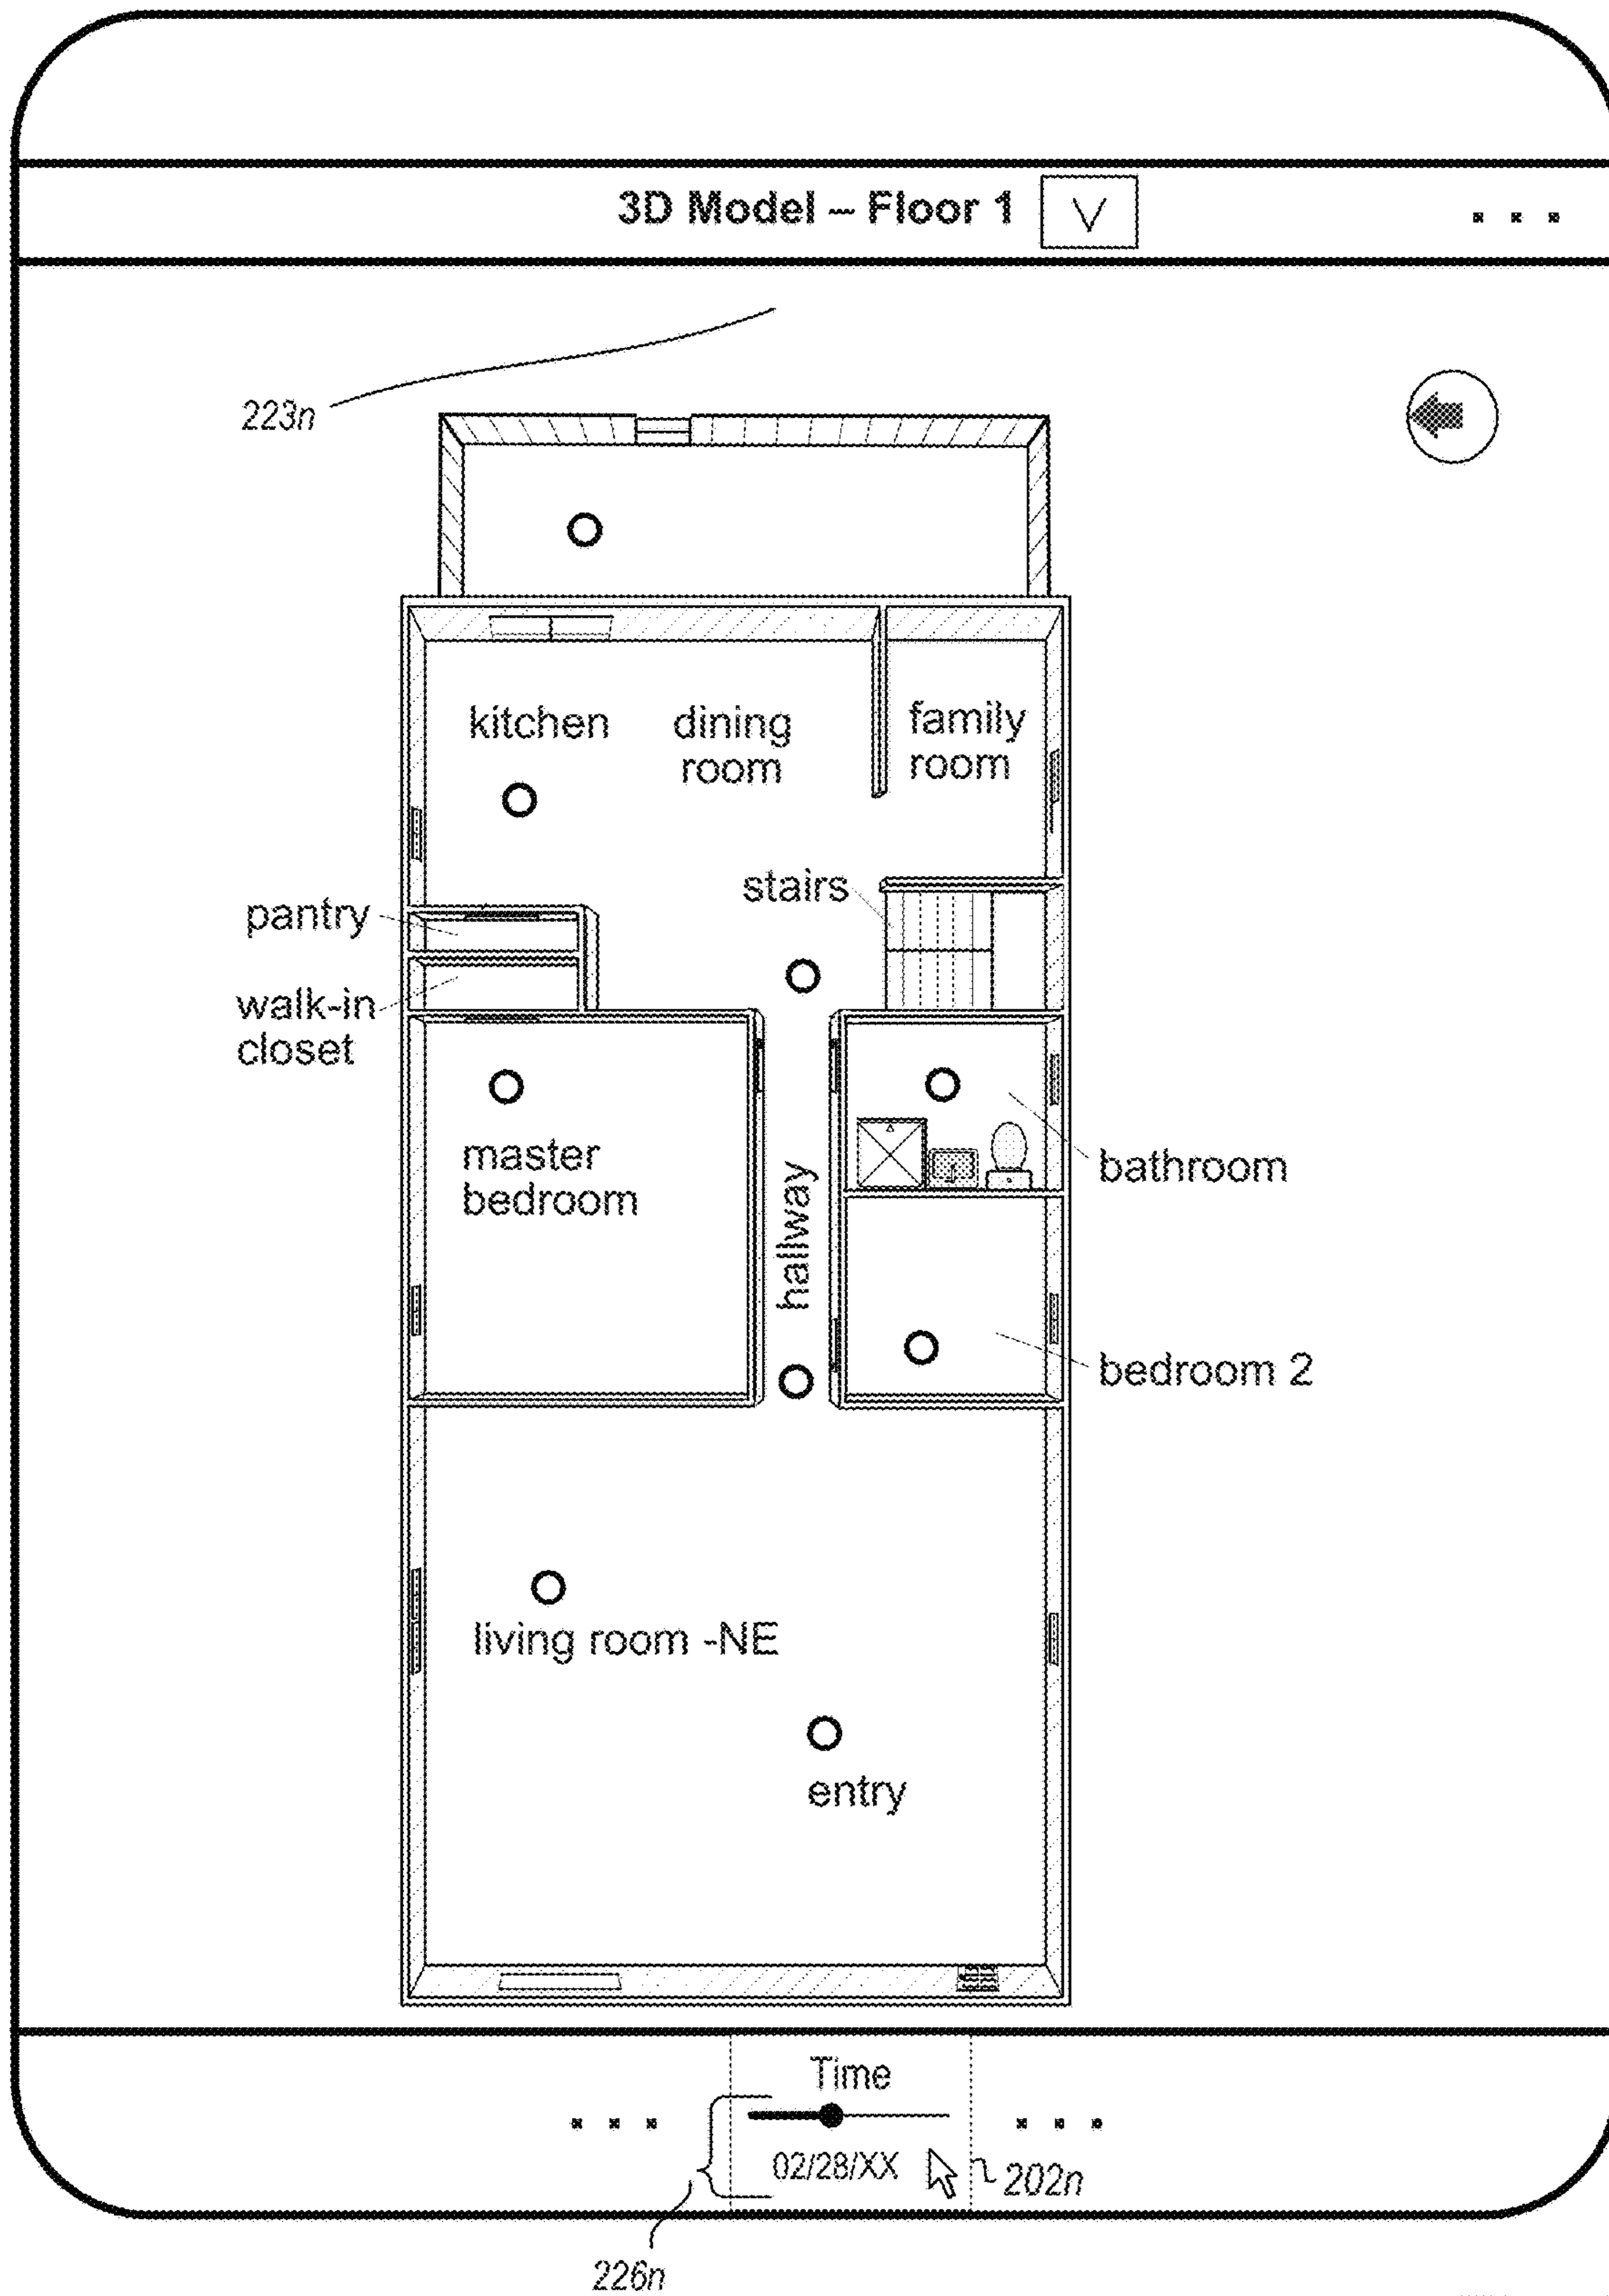 3D Model – Floor 1 V
. . .
223n
kitchen
dining
room
family
room
stairs
pantry
walk-in
closet
master
bedroom
hallway
bathroom
bedroom 2
living room -NE
entry
Time
. . .
. . .
02/28/XX
202n
226n